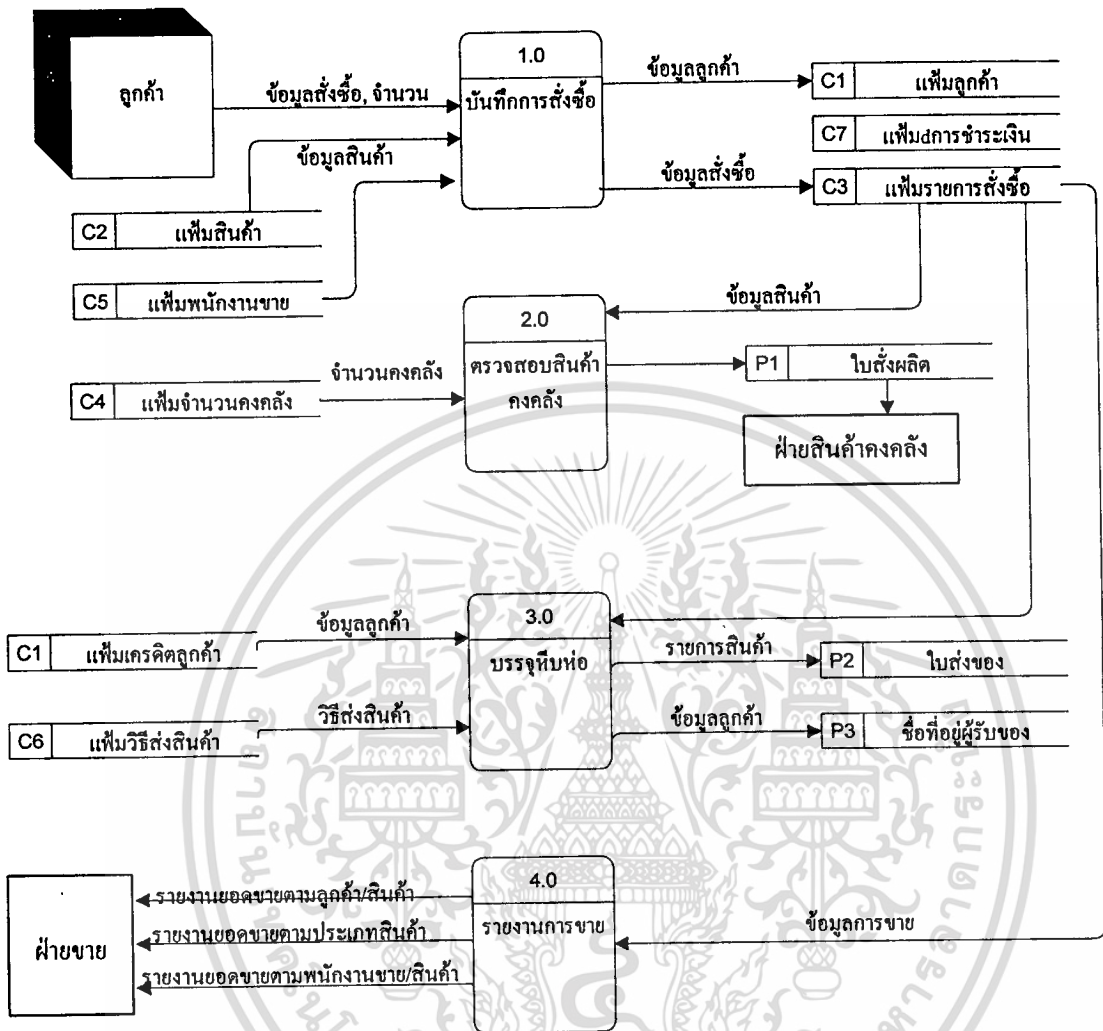 ลูกค้า
ข้อมูลสั่งซื้อ, จำนวน
1.0
บันทึกการสั่งซื้อ
ข้อมูลลูกค้า
C1 แฟ้มลูกค้า
C7 แฟ้มdการชำระเงิน
ข้อมูลสินค้า
ข้อมูลสั่งซื้อ
C3 แฟ้มรายการสั่งซื้อ
C2 แฟ้มสินค้า
C5 แฟ้มพนักงานขาย
ข้อมูลสินค้า
2.0
ตรวจสอบสินค้า
คงคลัง
จำนวนคงคลัง
C4 แฟ้มจำนวนคงคลัง
P1 ใบสั่งผลิต
ฝ่ายสินค้าคงคลัง
3.0
บรรจุหีบห่อ
ข้อมูลลูกค้า
C1 แฟ้มเครดิตลูกค้า
รายการสินค้า
P2 ใบส่งของ
วิธีส่งสินค้า
C6 แฟ้มวิธีส่งสินค้า
ข้อมูลลูกค้า
P3 ชื่อที่อยู่ผู้รับของ
4.0
รายงานการขาย
ฝ่ายขาย
รายงานยอดขายตามลูกค้า/สินค้า
รายงานยอดขายตามประเภทสินค้า
รายงานยอดขายตามพนักงานขาย/สินค้า
ข้อมูลการขาย